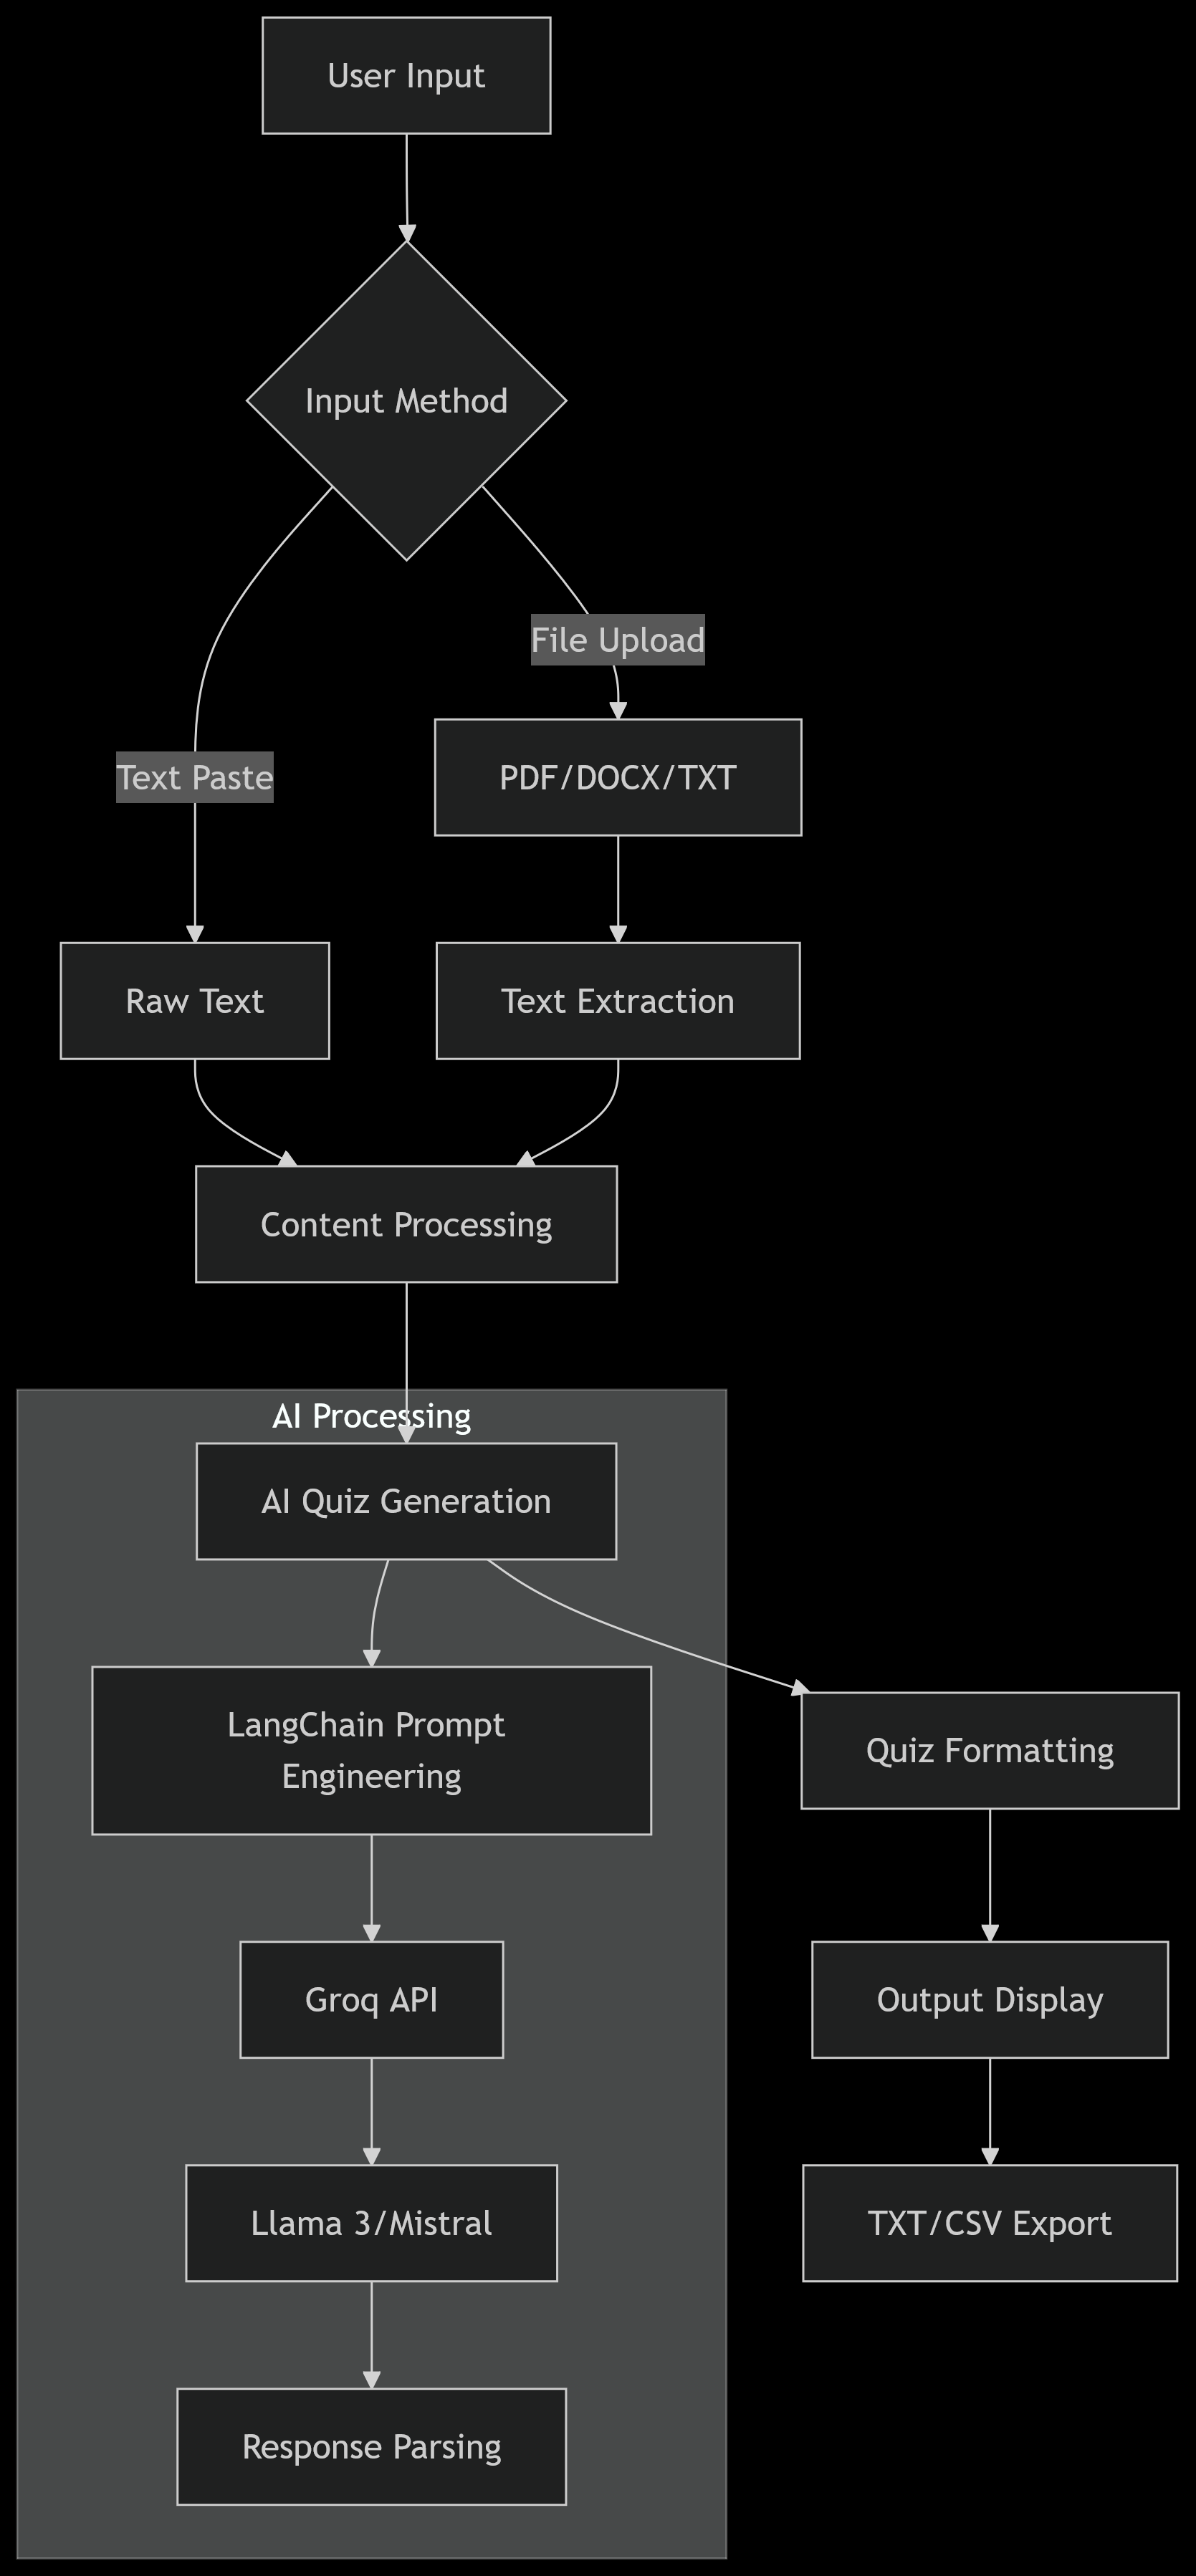 User Input
Input Method
File Upload
Text Paste
PDF/DOCX/TXT
Raw Text
Text Extraction
Content Processing
AI Processing
AI Quiz Generation
LangChain Prompt
Engineering
Quiz Formatting
Groq API
Output Display
Llama 3/Mistral
TXT/CSV Export
Response Parsing